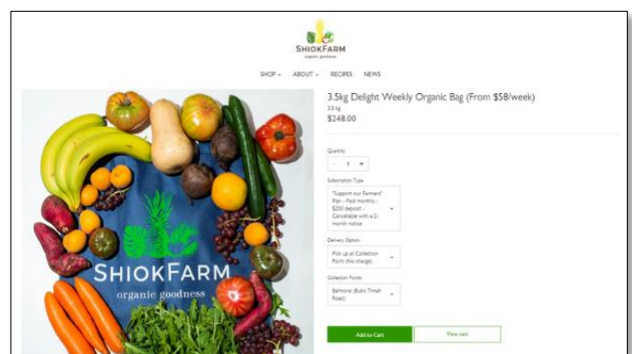 SHIOKFARM
organic goodness
SHOP ABOUT RECIPES NEWS
3.5kg Delight Weekly Organic Bag (From $58/week)
3.5 kg
$248.00
Quantity
- 1 +
Subscription Type
"Support our Farmers"
Plan - Paid monthly -
$200 deposit -
Cancellable with a 2-
month notice
Delivery Option
Pick up at Collection
Point (No charge)
Collection Points
Balmoral (Bukit Timah
Road)
Add to Cart View cart
SHIOKFARM
organic goodness